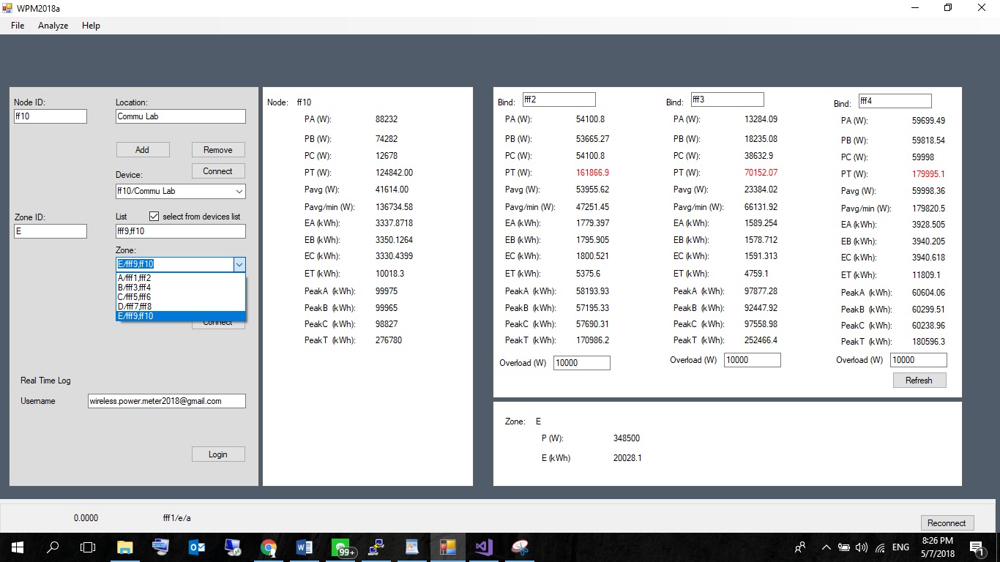 WPM2018a
File Analyze Help
Node ID: Location:
ff10 Commu Lab
Add Remove
Connect
Device:
ff10/Commu Lab
Zone ID: List select from devices list
E fff9,ff10
Zone:
E/fff9,ff10
A/fff1,fff2
B/fff3,fff4
C/fff5,fff6
D/fff7,fff8
E/fff9,ff10
Connect
Real Time Log
Username wireless.power.meter2018@gmail.com
Login
Node: ff10
PA (W): 88232
PB (W): 74282
PC (W): 12678
PT (W): 124842.00
Pavg (W): 41614.00
Pavg/min (W): 136734.58
EA (kWh): 3337.8718
EB (kWh): 3350.1264
EC (kWh): 3330.4399
ET (kWh): 10018.3
PeakA (kWh): 99975
PeakB (kWh): 99965
PeakC (kWh): 98827
PeakT (kWh): 276780
Bind: fff2
PA (W): 54100.8
PB (W): 53665.27
PC (W): 54100.8
PT (W): 161866.9
Pavg (W): 53955.62
Pavg/min (W): 47251.45
EA (kWh): 1779.397
EB (kWh): 1795.905
EC (kWh): 1800.521
ET (kWh): 5375.6
PeakA (kWh): 58193.93
PeakB (kWh): 57195.33
PeakC (kWh): 57690.31
PeakT (kWh): 170986.2
Overload (W) 10000
Bind: fff3
PA (W): 13284.09
PB (W): 18235.08
PC (W): 38632.9
PT (W): 70152.07
Pavg (W): 23384.02
Pavg/min (W): 66131.92
EA (kWh): 1589.254
EB (kWh): 1578.712
EC (kWh): 1591.313
ET (kWh): 4759.1
PeakA (kWh): 97877.28
PeakB (kWh): 92447.92
PeakC (kWh): 97558.98
PeakT (kWh): 252466.4
Overload (W) 10000
Bind: fff4
PA (W): 59699.49
PB (W): 59818.54
PC (W): 59998
PT (W): 179995.1
Pavg (W): 59998.36
Pavg/min (W): 179820.5
EA (kWh): 3928.505
EB (kWh): 3940.205
EC (kWh): 3940.618
ET (kWh): 11809.1
PeakA (kWh): 60604.06
PeakB (kWh): 60299.51
PeakC (kWh): 60238.96
PeakT (kWh): 180596.3
Overload (W) 10000
Refresh
Zone: E
P (W): 348500
E (kWh) 20028.1
0.0000 fff1/e/a
Reconnect
99+
ENG
8:26 PM
5/7/2018
1